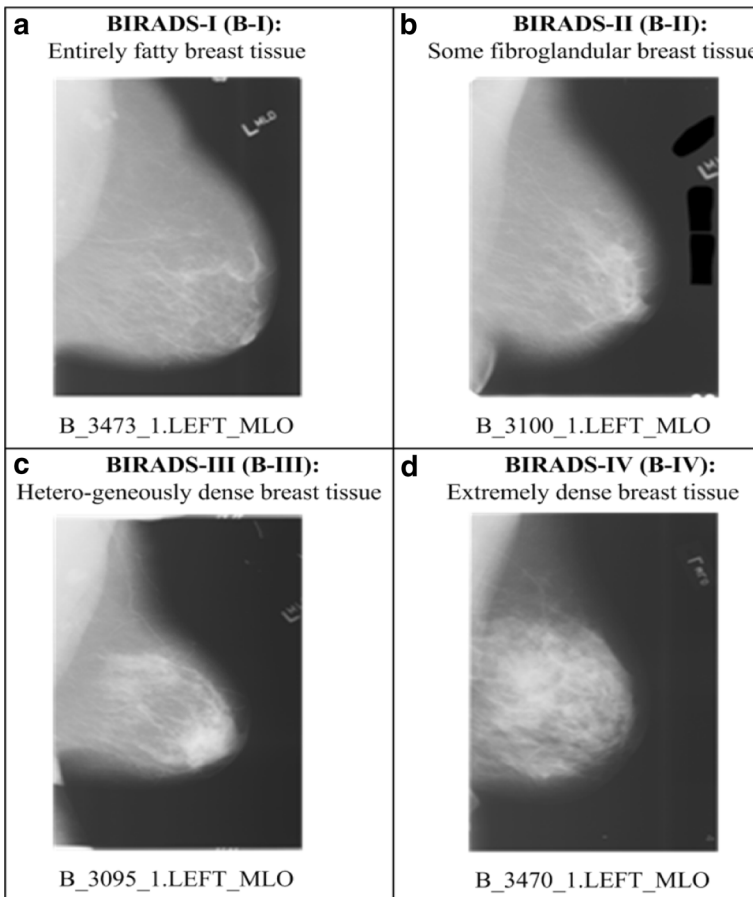 a
BIRADS-I (B-I):
Entirely fatty breast tissue
L MLO
B_3473_1.LEFT_MLO
b
BIRADS-II (B-II):
Some fibroglandular breast tissue
B_3100_1.LEFT_MLO
c
BIRADS-III (B-III):
Hetero-geneously dense breast tissue
B_3095_1.LEFT_MLO
d
BIRADS-IV (B-IV):
Extremely dense breast tissue
B_3470_1.LEFT_MLO